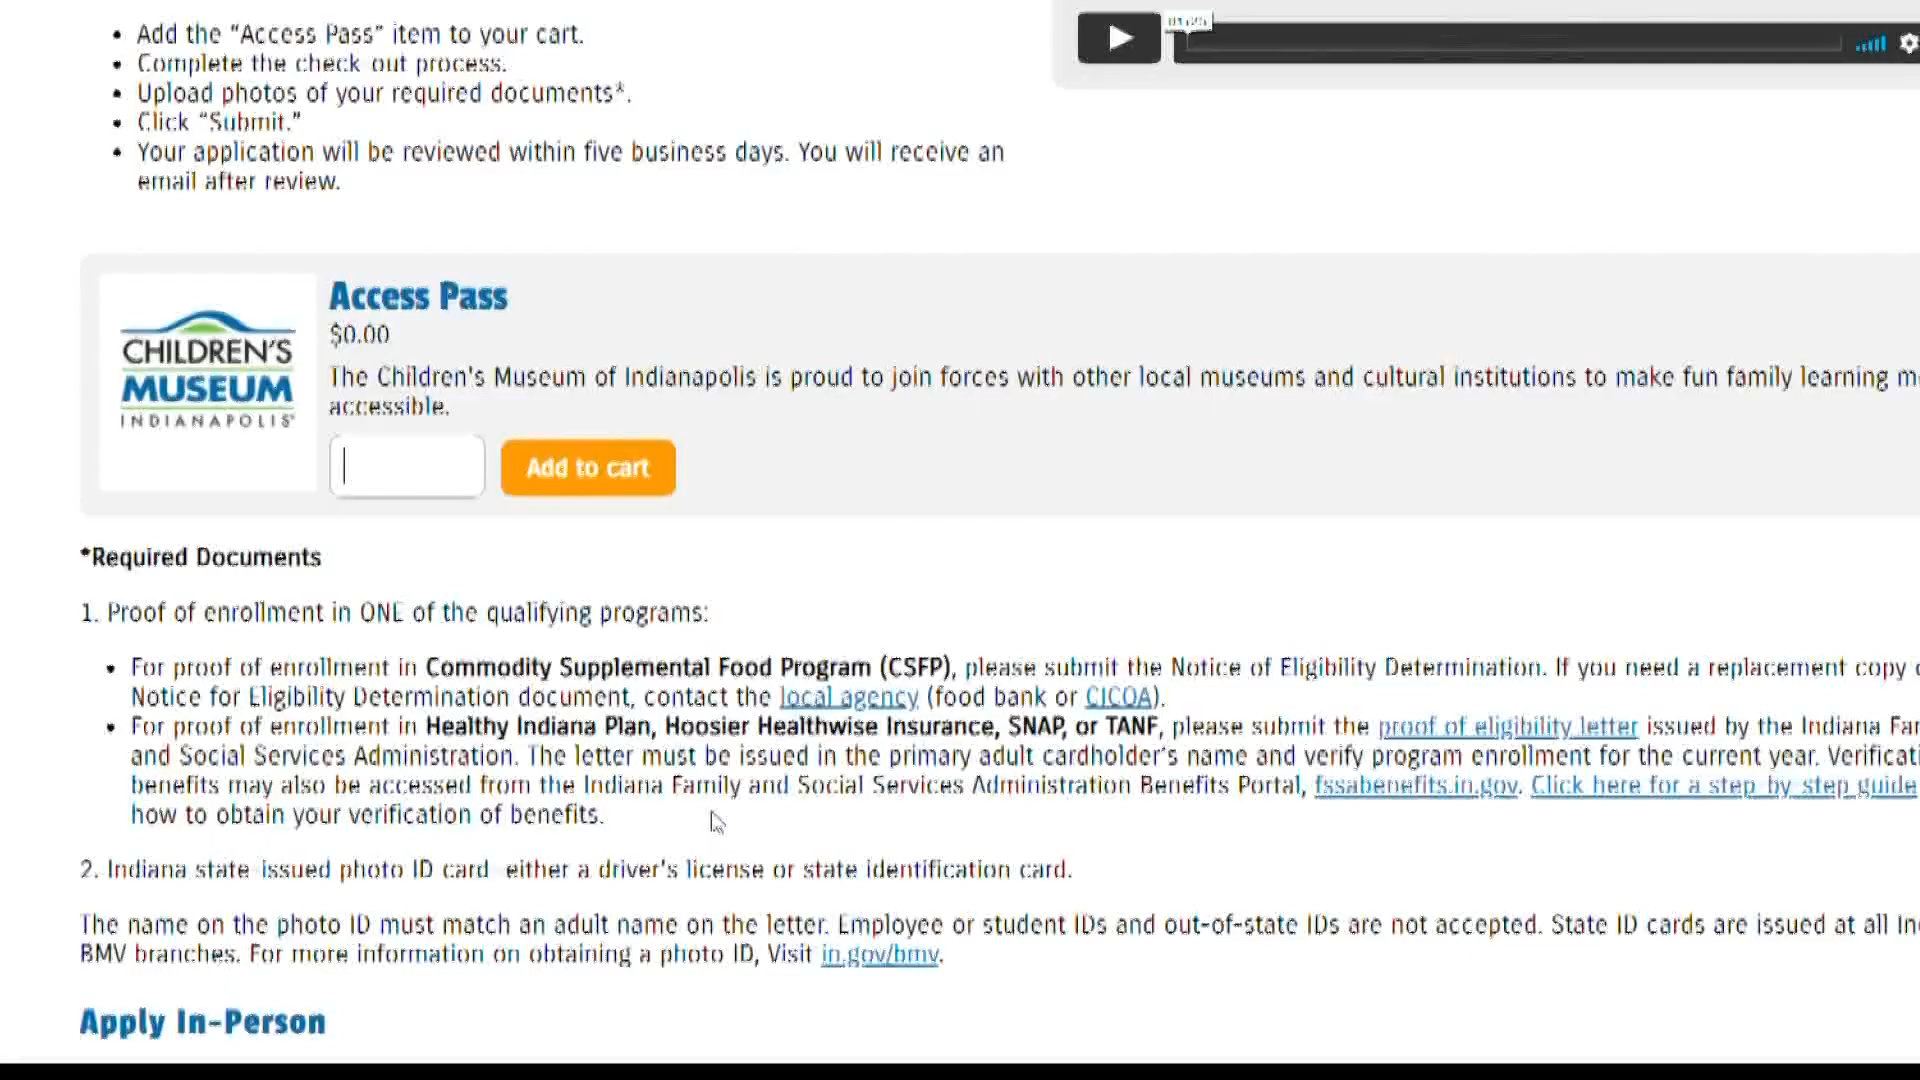 • Add the “Access Pass” item to your cart.
• Complete the check out process.
• Upload photos of your required documents*.
• Click “Submit.”
• Your application will be reviewed within five business days. You will receive an
email after review.
01:25
CHILDREN'S
MUSEUM
INDIANAPOLIS
Access Pass
$0.00
The Children's Museum of Indianapolis is proud to join forces with other local museums and cultural institutions to make fun family learning
accessible.
Add to cart
*Required Documents
1. Proof of enrollment in ONE of the qualifying programs:
• For proof of enrollment in Commodity Supplemental Food Program (CSFP), please submit the Notice of Eligibility Determination. If you need a replacement copy
Notice for Eligibility Determination document, contact the local agency (food bank or CICOA).
• For proof of enrollment in Healthy Indiana Plan, Hoosier Healthwise Insurance, SNAP, or TANF, please submit the proof of eligibility letter issued by the Indiana
and Social Services Administration. The letter must be issued in the primary adult cardholder's name and verify program enrollment for the current year.
benefits may also be accessed from the Indiana Family and Social Services Administration Benefits Portal, fssabenefits.in.gov. Click here for a step by step guide
how to obtain your verification of benefits.
2. Indiana state issued photo ID card either a driver's license or state identification card.
The name on the photo ID must match an adult name on the letter. Employee or student IDs and out-of-state IDs are not accepted. State ID cards are issued at all
BMV branches. For more information on obtaining a photo ID, Visit in.gov/bmv.
Apply In-Person